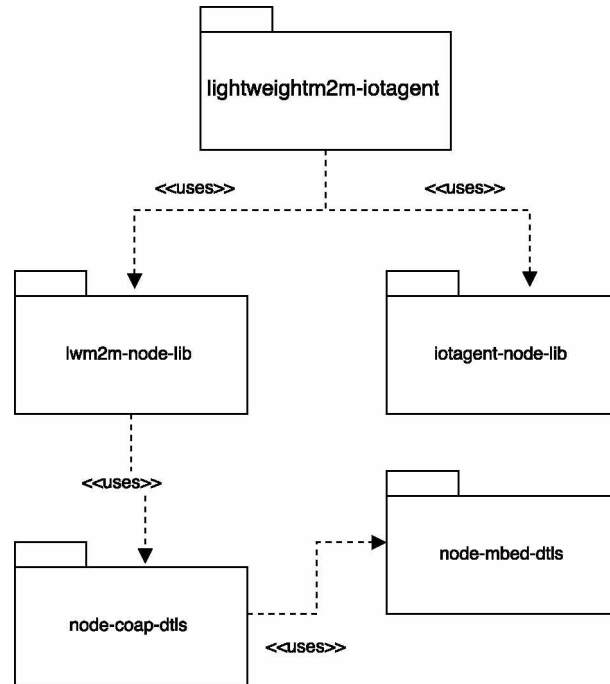 lightweightm2m-iotagent
<<uses>>
<<uses>>
lwm2m-node-lib
iotagent-node-lib
<<uses>>
node-mbed-dtls
node-coap-dtls
<<uses>>